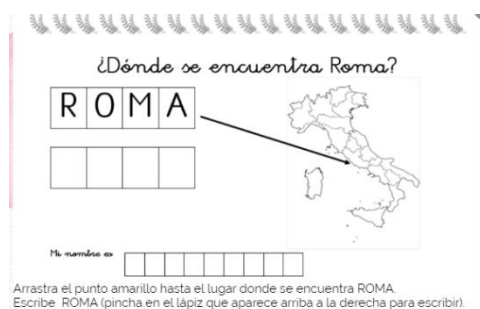 ¿Dónde se encuentra Roma?
R O M A
Mi nombre es
Arrastra el punto amarillo hasta el lugar donde se encuentra ROMA.
Escribe ROMA (pincha en el lápiz que aparece arriba a la derecha para escribir).